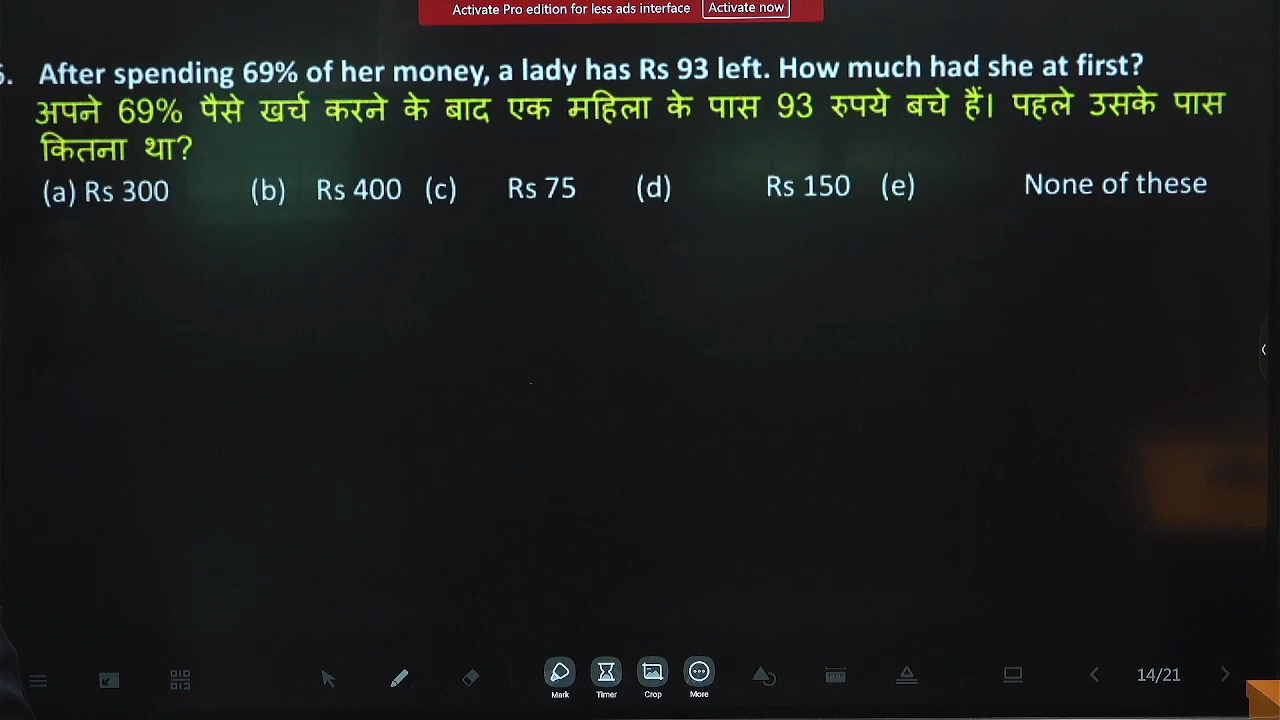 Activate Pro edition for less ads interface Activate now
After spending 69% of her money, a lady has Rs 93 left. How much had she at first?
अपने 69% पैसे खर्च करने के बाद एक महिला के पास 93 रुपये बचे हैं। पहले उसके पास
कितना था?
(a) Rs 300 (b) Rs 400 (c) Rs 75 (d) Rs 150 (e) None of these
Mark Timer Crop More
14/21